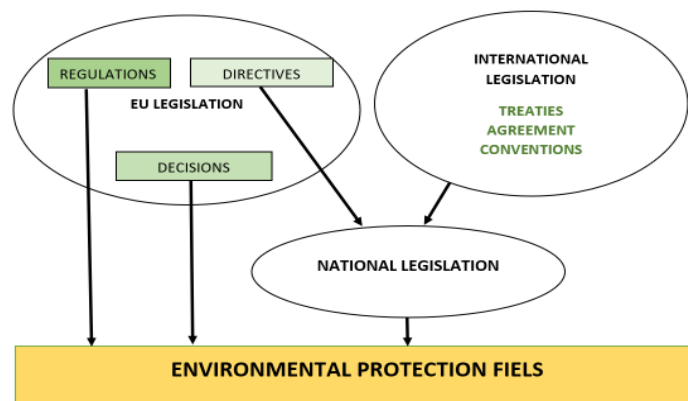 REGULATIONS
DIRECTIVES
EU LEGISLATION
DECISIONS
INTERNATIONAL
LEGISLATION
TREATIES
AGREEMENT
CONVENTIONS
NATIONAL LEGISLATION
ENVIRONMENTAL PROTECTION FIELS